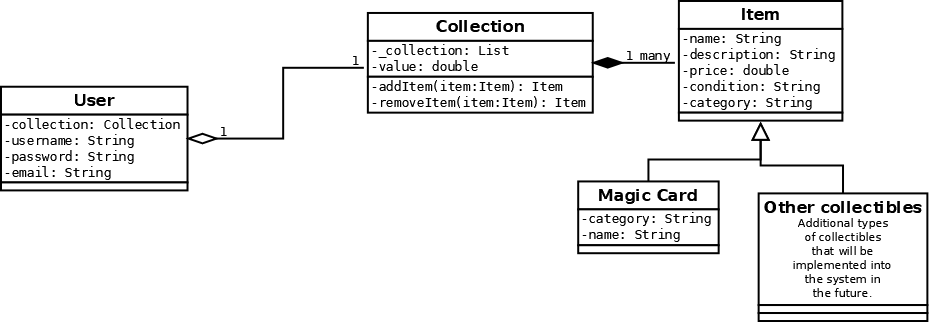 User
-collection: Collection
-username: String
-password: String
-email: String
1
1
Collection
-_collection: List
-value: double
-addItem(item:Item): Item
-removeItem(item:Item): Item
1 many
Item
-name: String
-description: String
-price: double
-condition: String
-category: String
Magic Card
-category: String
-name: String
Other collectibles
Additional types
of collectibles
that will be
implemented into
the system in
the future.